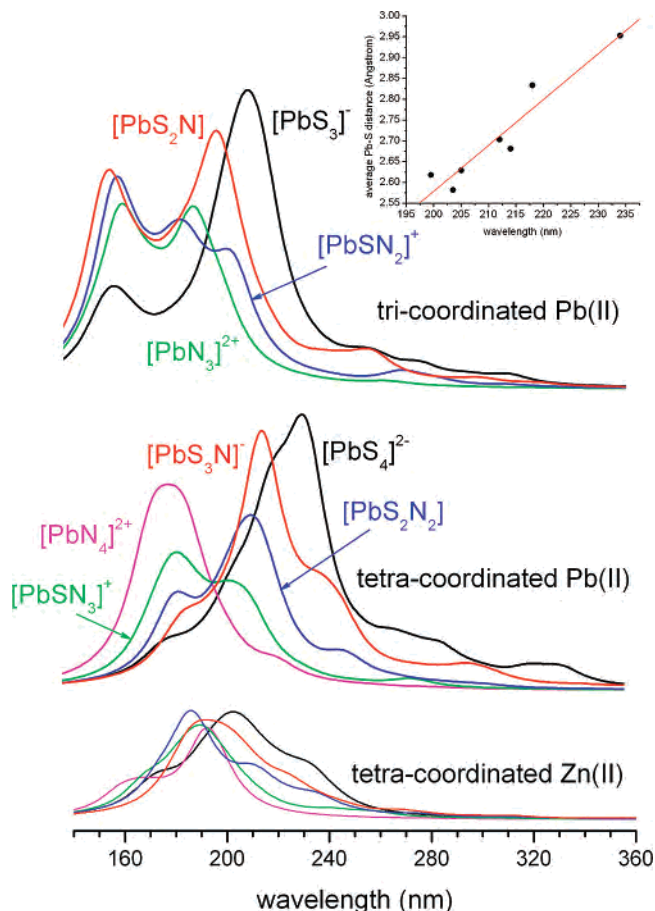 3.00
2.95
2.90
2.85
2.80
2.75
2.70
2.65
2.60
2.55
average Pb-S distance (Angstrom)
195 200 205 210 215 220 225 230 235
wavelength (nm)
[PbS₂N]
[PbS₃]⁻
[PbSN₂]⁺
tri-coordinated Pb(II)
[PbN₃]²⁺
[PbS₃N]⁻
[PbS₄]²⁻
[PbN₄]²⁺
[PbS₂N₂]
[PbSN₃]⁺
tetra-coordinated Pb(II)
tetra-coordinated Zn(II)
160 200 240 280 320 360
wavelength (nm)